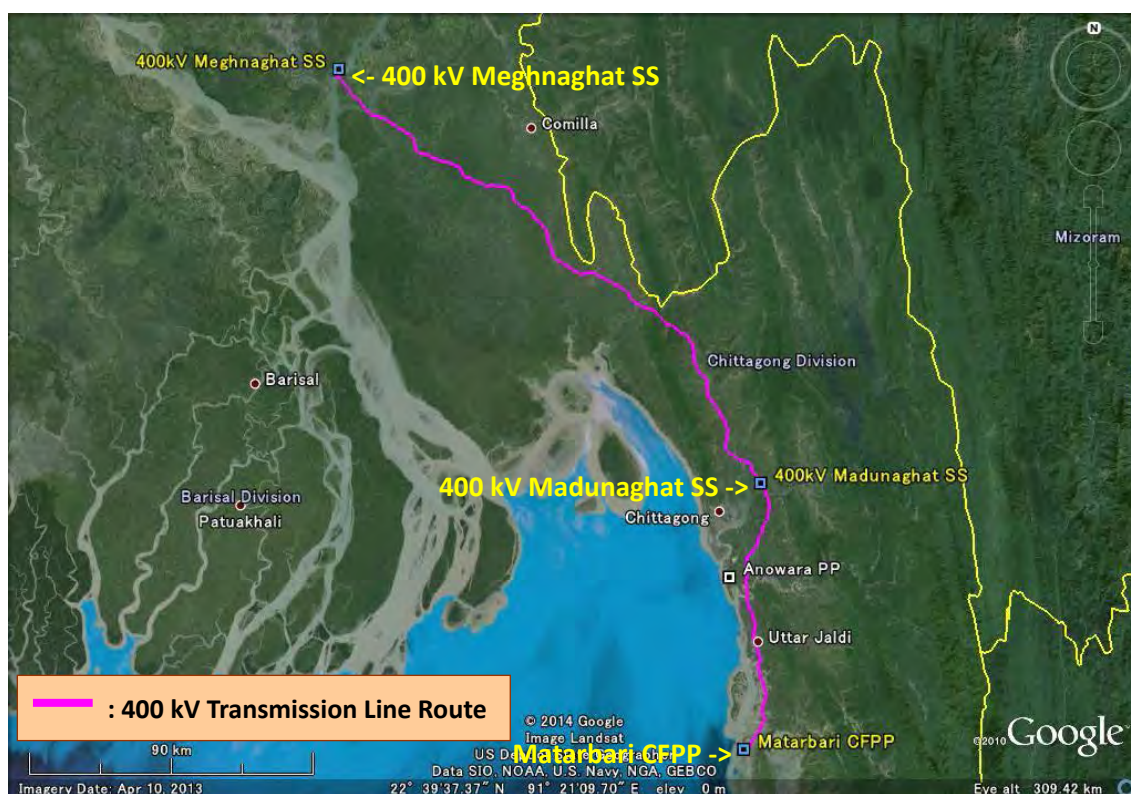 N
400kV Meghnaghat SS
<- 400 kV Meghnaghat SS
Comilla
Mizoram
Chittagong Division
Barisal
400kV Madunaghat SS
400 kV Madunaghat SS ->
Barisal Division
Patuakhali
Chittagong
Anowara PP
Uttar Jaldi
: 400 kV Transmission Line Route
© 2014 Google
Image Landsat
©2010 Google
90 km
Matarbari CFPP
Matarbari CFPP ->
Data SIO, NOAA, U.S. Navy, NGA, GEBCO
Imagery Date: Apr 10, 2013
22° 39'37.37" N 91° 21'09.70" E elev 0 m
Eye alt 309.42 km